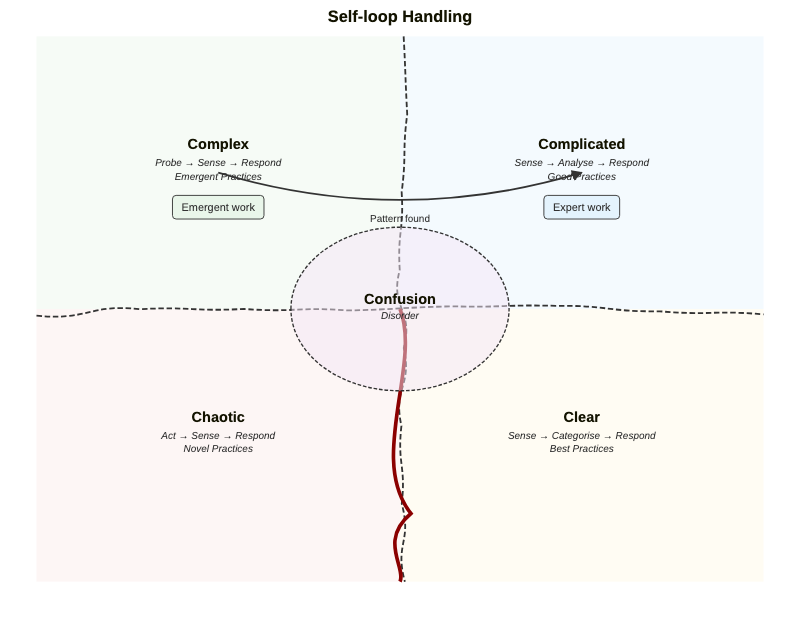 Self-loop Handling
Complex
Probe → Sense → Respond
Emergent Practices
Emergent work
Complicated
Sense → Analyse → Respond
Good Practices
Expert work
Pattern found
Confusion
Disorder
Chaotic
Act → Sense → Respond
Novel Practices
Clear
Sense → Categorise → Respond
Best Practices